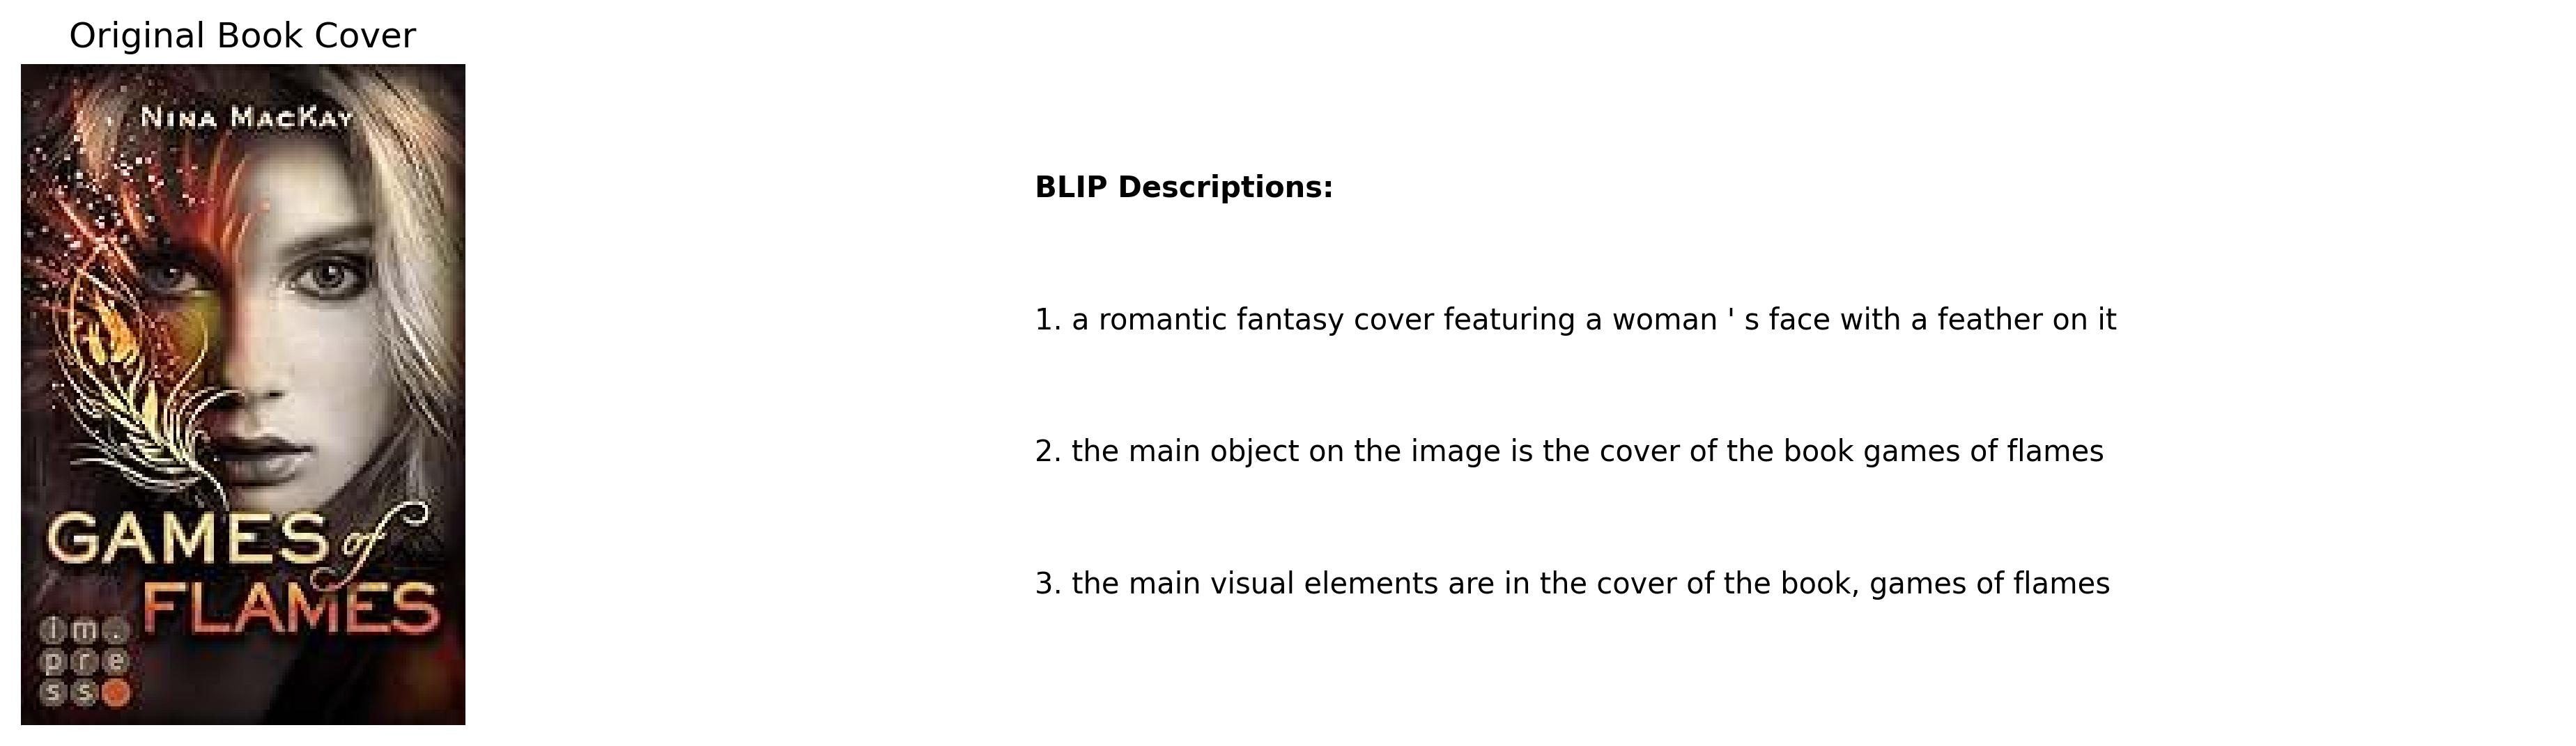 Original Book Cover
NINA MACKAY
GAMES of
FLAMES
im.
pre
ss
BLIP Descriptions:
1. a romantic fantasy cover featuring a woman ' s face with a feather on it
2. the main object on the image is the cover of the book games of flames
3. the main visual elements are in the cover of the book, games of flames